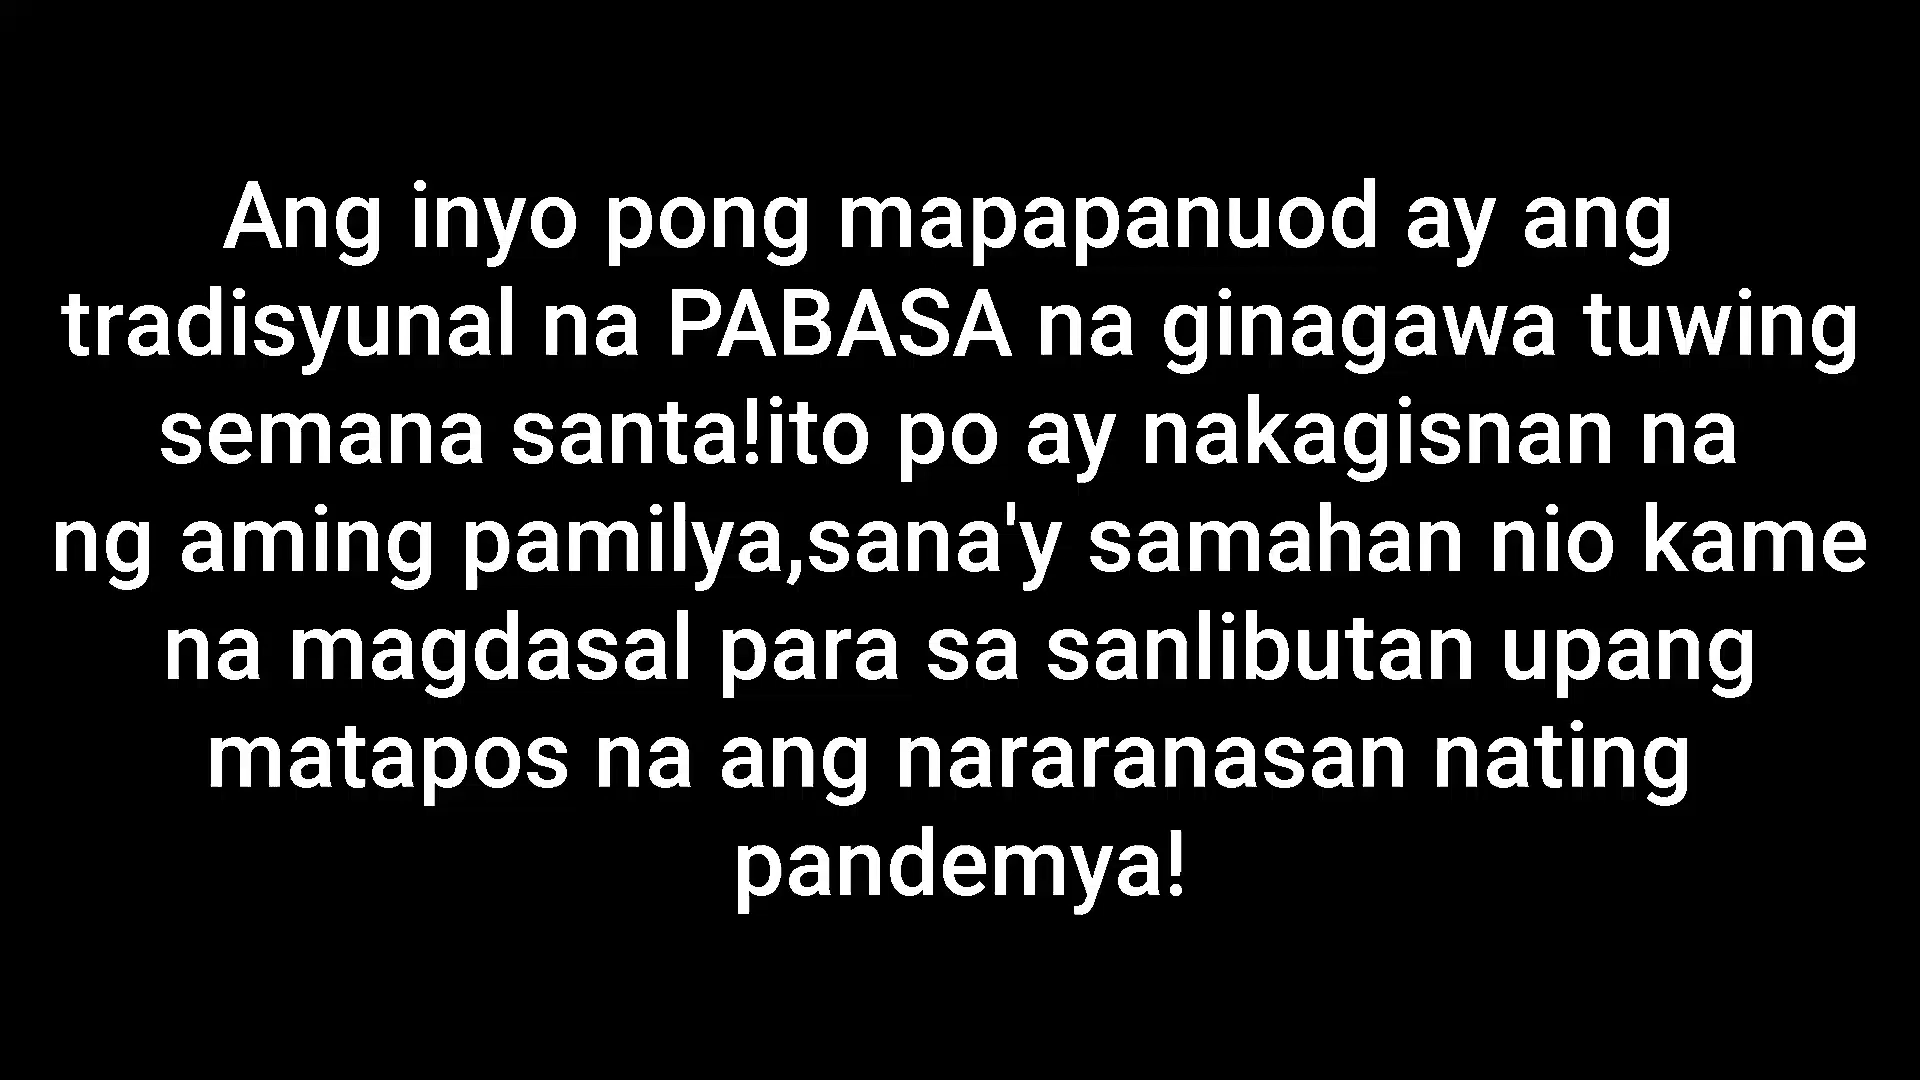 Ang inyo pong mapapanuod ay ang
tradisyunal na PABASA na ginagawa tuwing
semana santa!ito po ay nakagisnan na
ng aming pamilya,sana'y samahan nio kame
na magdasal para sa sanlibutan upang
matapos na ang nararanasan nating
pandemya!